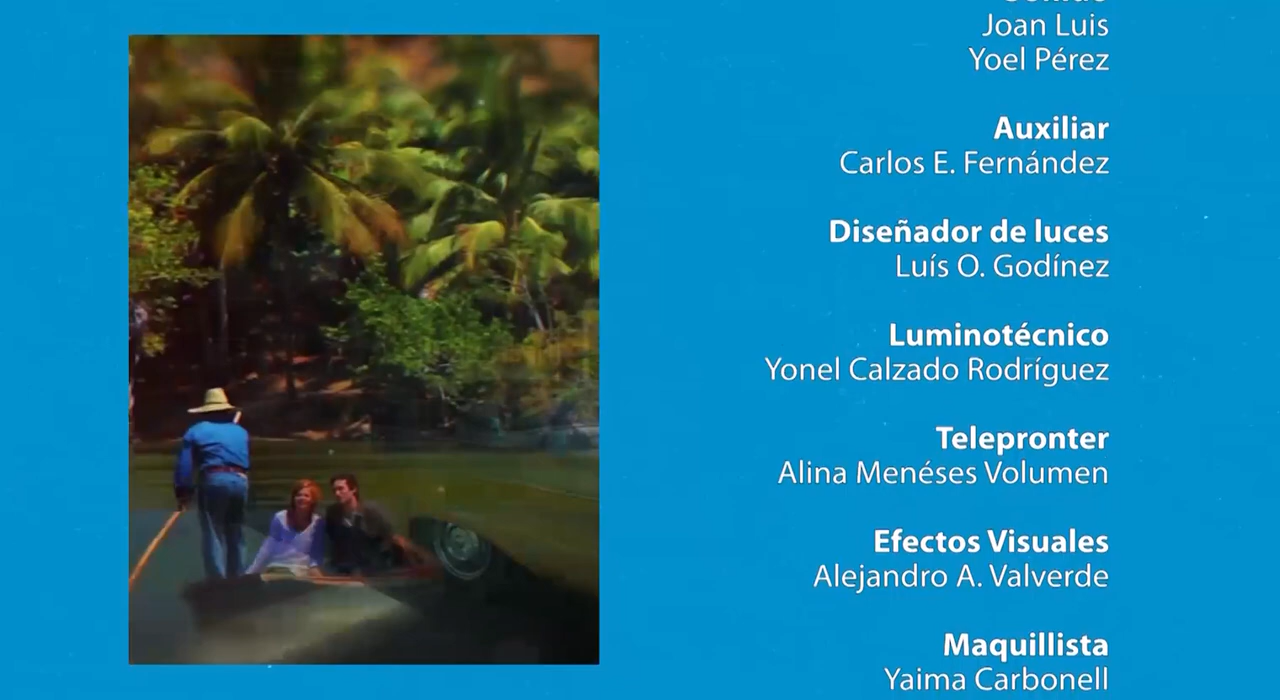 Joan Luis
Yoel Pérez
Auxiliar
Carlos E. Fernández
Diseñador de luces
Luís O. Godínez
Luminotécnico
Yonel Calzado Rodríguez
Telepronter
Alina Menéses Volumen
Efectos Visuales
Alejandro A. Valverde
Maquillista
Yaima Carbonell